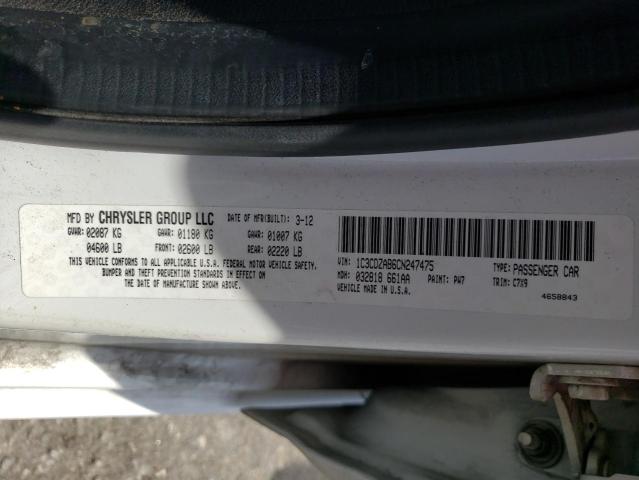 MFD BY CHRYSLER GROUP LLC DATE OF MFR(BUILT): 3-12
GVWR: 02087 KG GAWR: 01180 KG GAWR: 01007 KG
04600 LB FRONT: 02600 LB REAR: 02220 LB
THIS VEHICLE CONFORMS TO ALL APPLICABLE U.S.A. FEDERAL MOTOR VEHICLE SAFETY,
BUMPER AND THEFT PREVENTION STANDARDS IN EFFECT ON
THE DATE OF MANUFACTURE SHOWN ABOVE.
VIN: 1C3CDZAB6CN247475 TYPE: PASSENGER CAR
MDH: 032818 661AA PAINT: PW7 TRIM: C7X9
VEHICLE MADE IN U.S.A. 4658843